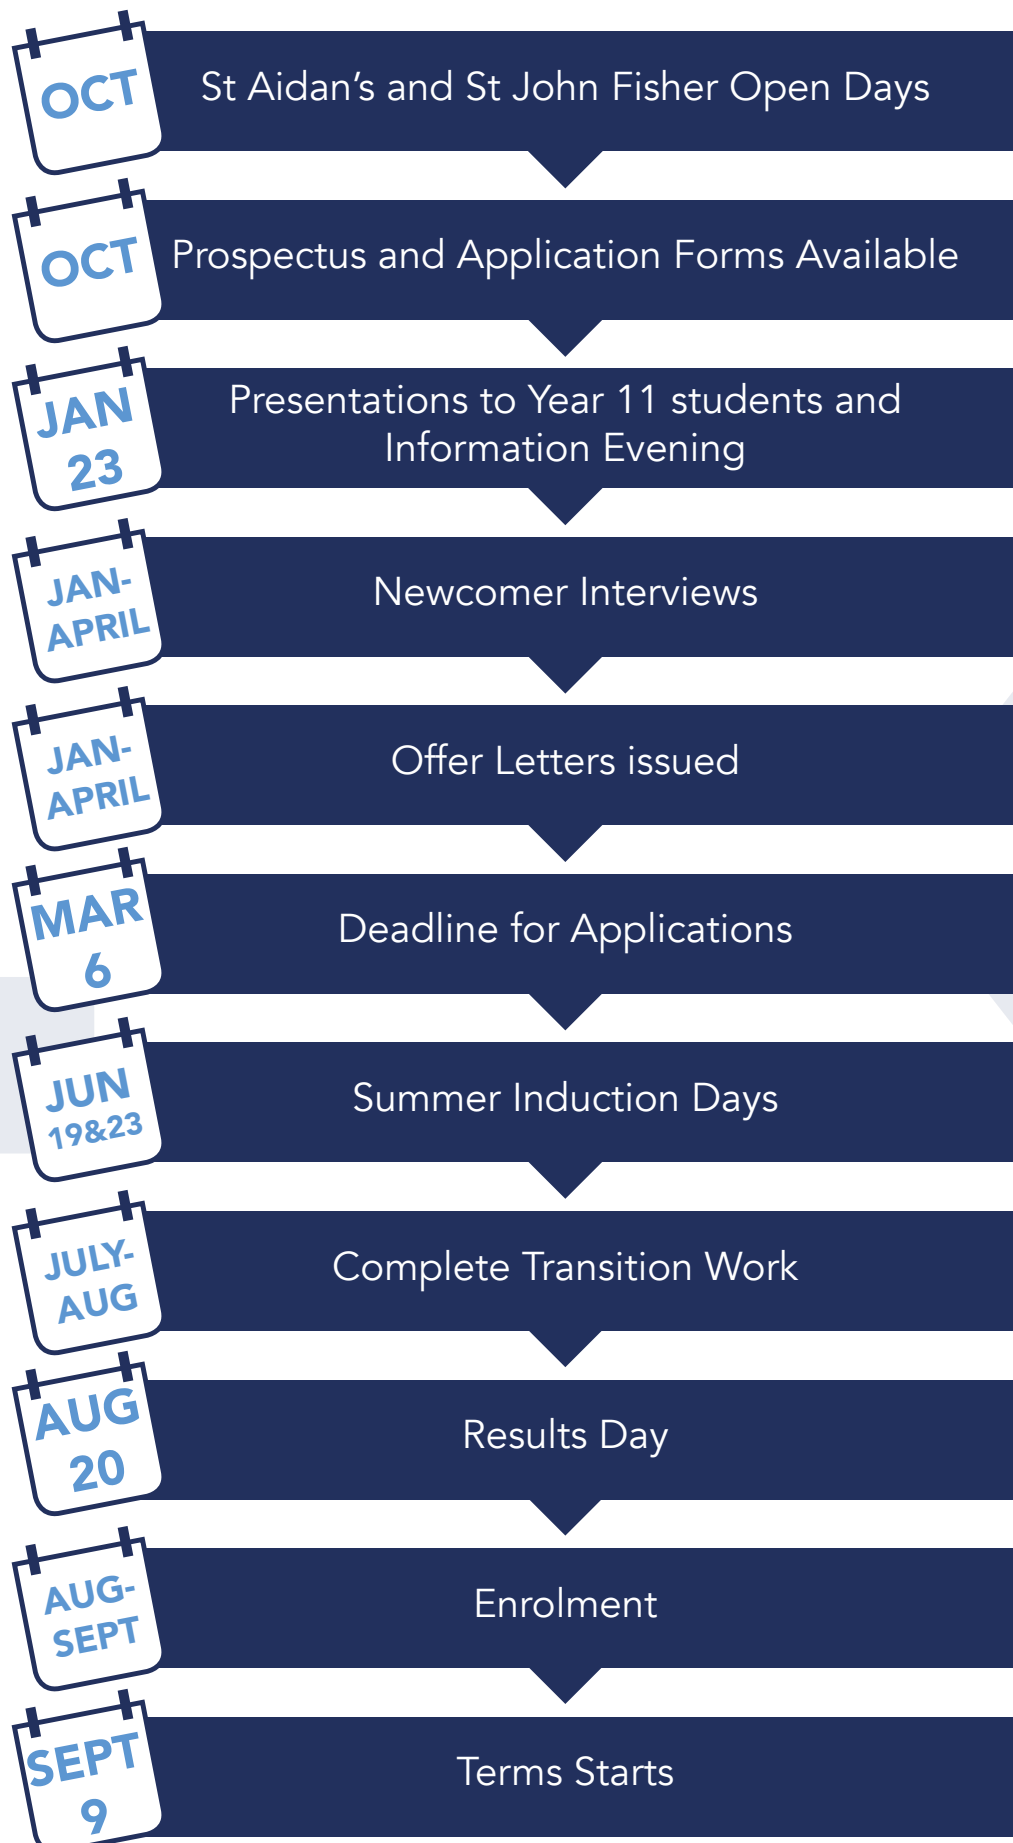 OCT
St Aidan’s and St John Fisher Open Days
OCT
Prospectus and Application Forms Available
JAN
23
Presentations to Year 11 students and
Information Evening
JAN-
APRIL
Newcomer Interviews
JAN-
APRIL
Offer Letters issued
MAR
6
Deadline for Applications
JUN
19&23
Summer Induction Days
JULY-
AUG
Complete Transition Work
AUG
20
Results Day
AUG-
SEPT
Enrolment
SEPT
9
Terms Starts